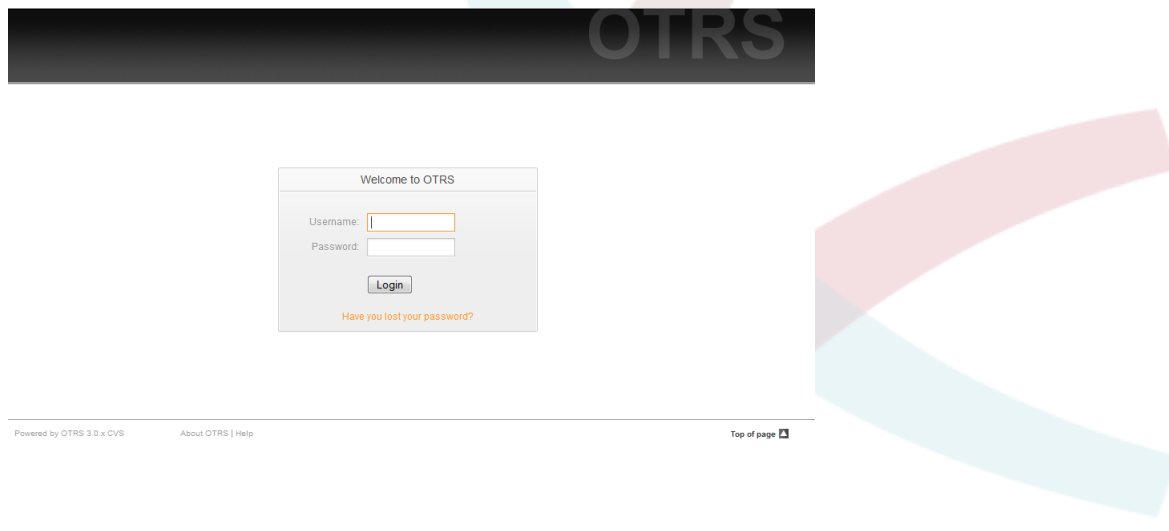 OTRS
Welcome to OTRS
Username:
Password:
Login
Have you lost your password?
Powered by OTRS 3.0.x CVS About OTRS | Help Top of page